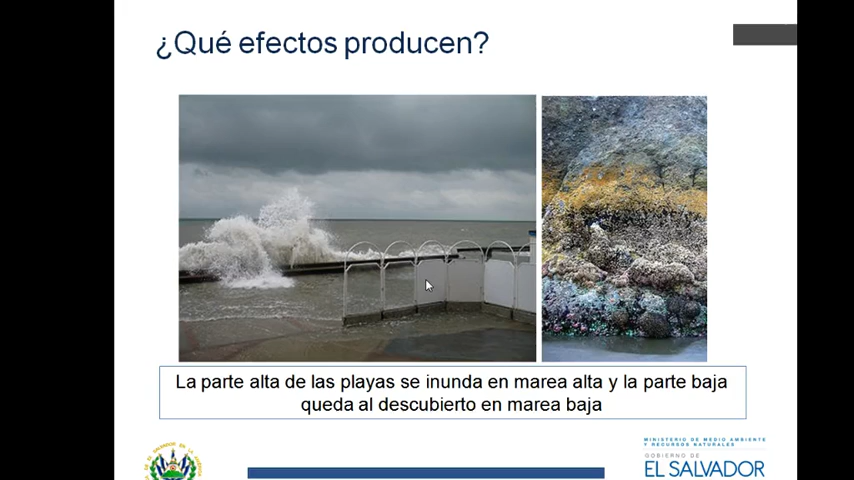 ¿Qué efectos producen?
La parte alta de las playas se inunda en marea alta y la parte baja
queda al descubierto en marea baja
MINISTERIO DE MEDIO AMBIENTE
Y RECURSOS NATURALES
GOBIERNO DE
EL SALVADOR